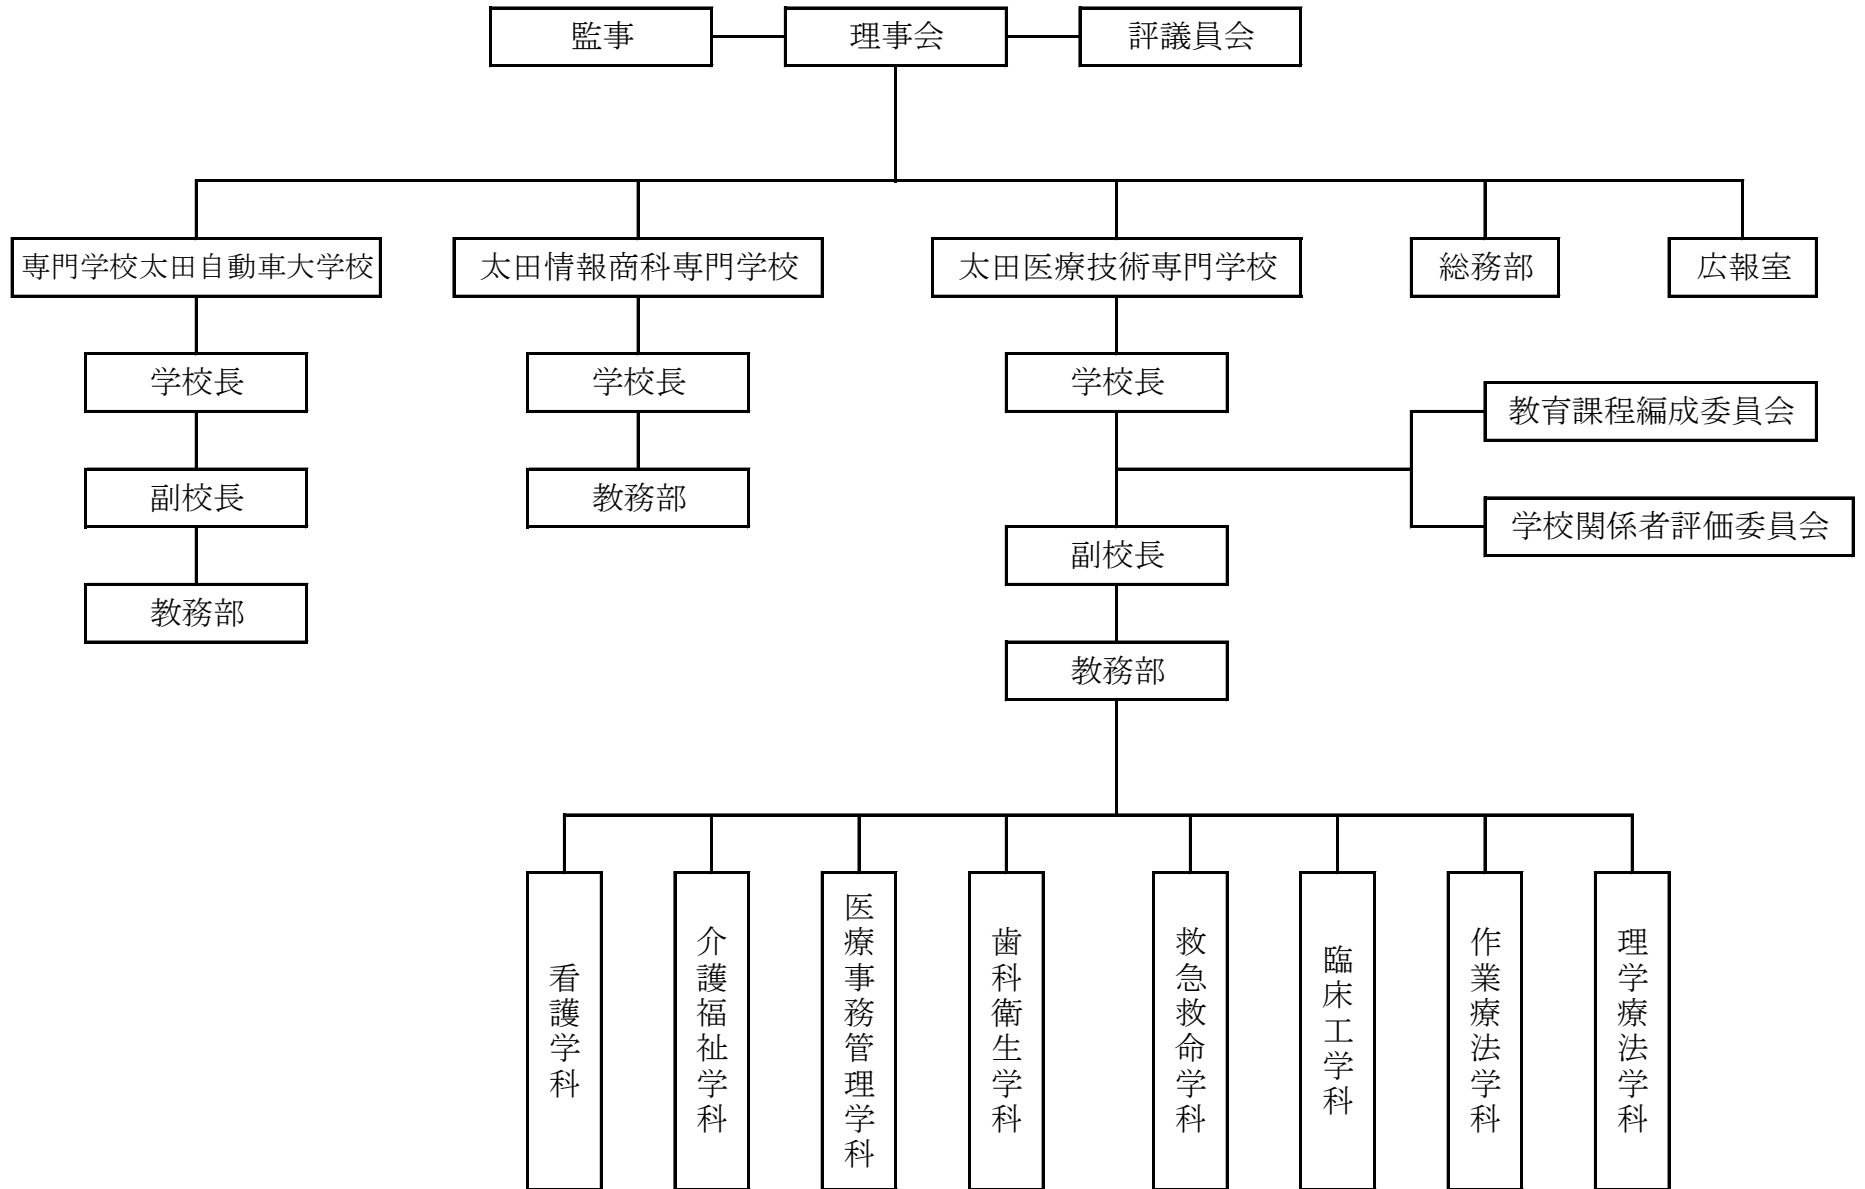 監事
理事会
評議員会
専門学校太田自動車大学校
太田情報商科専門学校
太田医療技術専門学校
総務部
広報室
学校長
学校長
学校長
教育課程編成委員会
副校長
教務部
学校関係者評価委員会
副校長
教務部
教務部
看護学科
介護福祉学科
医療事務管理学科
歯科衛生学科
救急救命学科
臨床工学科
作業療法学科
理学療法学科